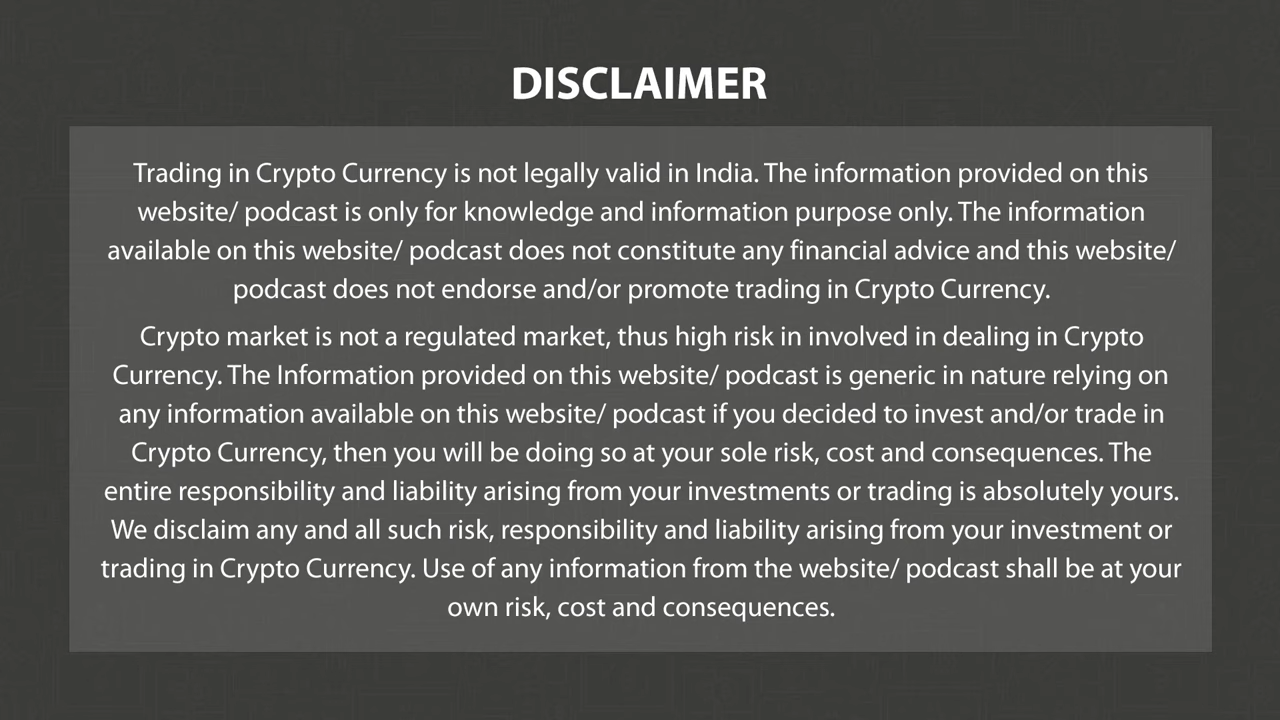 DISCLAIMER
Trading in Crypto Currency is not legally valid in India. The information provided on this
website/ podcast is only for knowledge and information purpose only. The information
available on this website/ podcast does not constitute any financial advice and this website/
podcast does not endorse and/or promote trading in Crypto Currency.
Crypto market is not a regulated market, thus high risk in involved in dealing in Crypto
Currency. The Information provided on this website/ podcast is generic in nature relying on
any information available on this website/ podcast if you decided to invest and/or trade in
Crypto Currency, then you will be doing so at your sole risk, cost and consequences. The
entire responsibility and liability arising from your investments or trading is absolutely yours.
We disclaim any and all such risk, responsibility and liability arising from your investment or
trading in Crypto Currency. Use of any information from the website/ podcast shall be at your
own risk, cost and consequences.